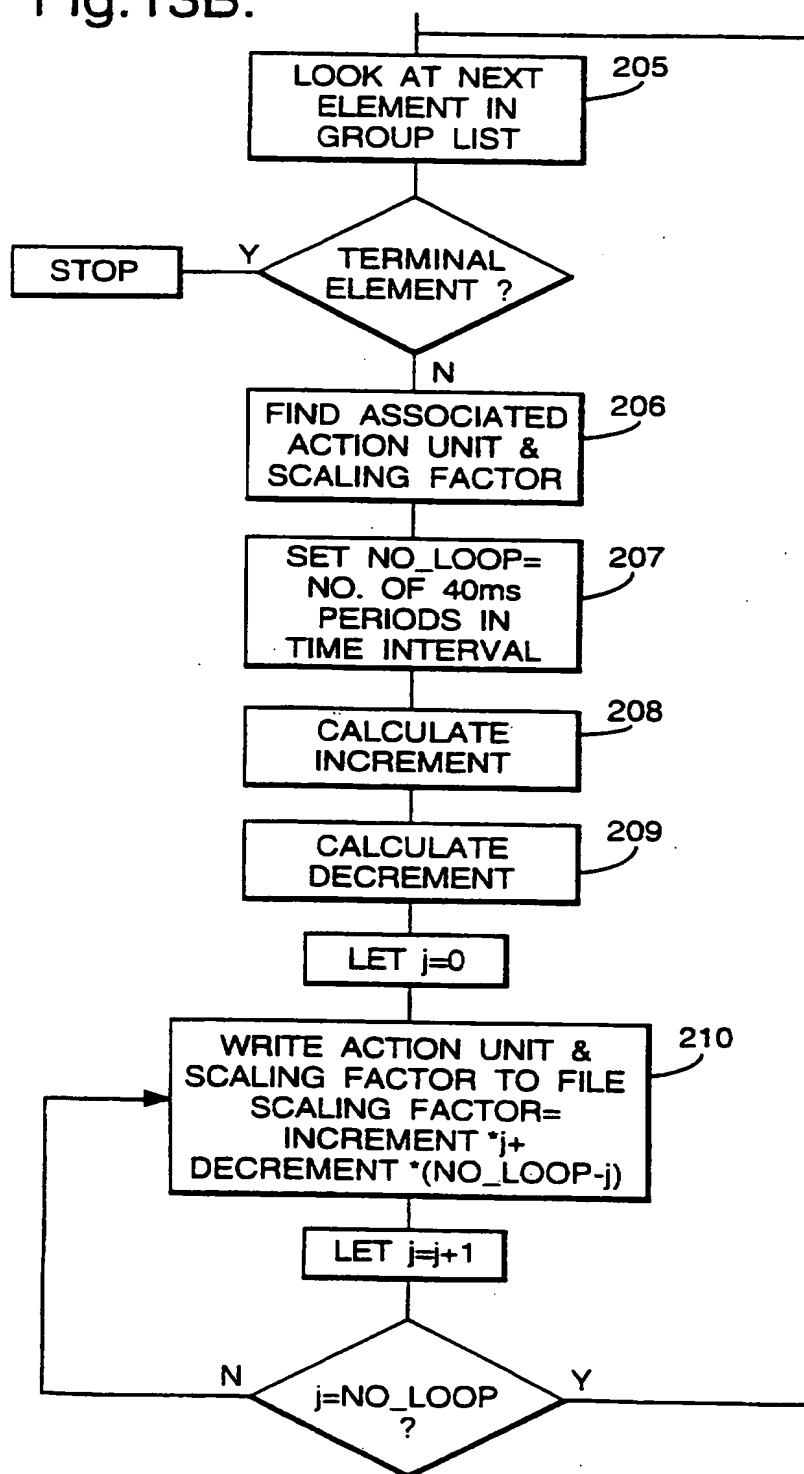 Fig.13B.
LOOK AT NEXT
ELEMENT IN
GROUP LIST
205
TERMINAL
ELEMENT ?
Y
STOP
N
FIND ASSOCIATED
ACTION UNIT &
SCALING FACTOR
206
SET NO_LOOP=
NO. OF 40ms
PERIODS IN
TIME INTERVAL
207
CALCULATE
INCREMENT
208
CALCULATE
DECREMENT
209
LET j=0
WRITE ACTION UNIT &
SCALING FACTOR TO FILE
SCALING FACTOR=
INCREMENT *j+
DECREMENT *(NO_LOOP-j)
210
LET j=j+1
N
j=NO_LOOP
?
Y